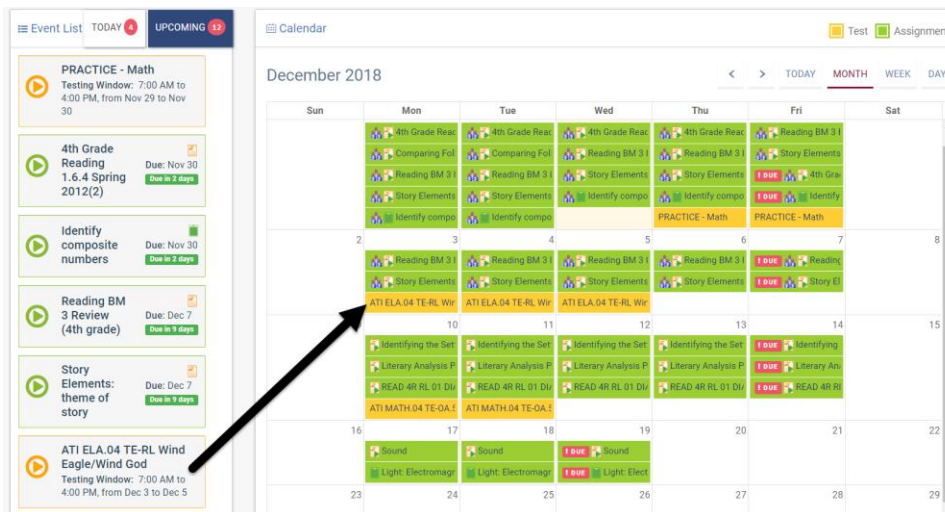 Event List TODAY 4 UPCOMING 12
PRACTICE - Math
Testing Window: 7:00 AM to
4:00 PM, from Nov 29 to Nov
30
4th Grade
Reading
1.6.4 Spring
2012(2)
Due: Nov 30
Due in 2 days
Identify
composite
numbers
Due: Nov 30
Due in 2 days
Reading BM
3 Review
(4th grade)
Due: Dec 7
Due in 9 days
Story
Elements:
theme of
story
Due: Dec 7
Due in 9 days
ATI ELA.04 TE-RL Wind
Eagle/Wind God
Testing Window: 7:00 AM to
4:00 PM, from Dec 3 to Dec 5
Calendar
Test Assignmen
December 2018
< > TODAY MONTH WEEK DAY
Sun Mon Tue Wed Thu Fri Sat
4th Grade Reac 4th Grade Reac 4th Grade Reac 4th Grade Reac Reading BM 3 I
Comparing Fol Comparing Fol Reading BM 3 I Reading BM 3 I Story Elements
Reading BM 3 I Reading BM 3 I Story Elements Story Elements ! DUE 4th Gra
Story Elements Story Elements Identify compo Identify compo ! DUE Identify
Identify compo Identify compo PRACTICE - Math PRACTICE - Math
2 3 4 5 6 7 8
Reading BM 3 I Reading BM 3 I Reading BM 3 I Reading BM 3 I ! DUE Reading
Story Elements Story Elements Story Elements Story Elements ! DUE Story El
ATI ELA.04 TE-RL Wir ATI ELA.04 TE-RL Wir ATI ELA.04 TE-RL Wir
10 11 12 13 14 15
Identifying the Set Identifying the Set Identifying the Set Identifying the Set ! DUE Identifying
Literary Analysis P Literary Analysis P Literary Analysis P Literary Analysis P ! DUE Literary An
READ 4R RL 01 DI READ 4R RL 01 DI READ 4R RL 01 DI READ 4R RL 01 DI ! DUE READ 4R RI
ATI MATH.04 TE-OA.5 ATI MATH.04 TE-OA.5
16 17 18 19 20 21 22
Sound Sound ! DUE Sound
Light: Electromagr Light: Electromagr ! DUE Light: Elect
23 24 25 26 27 28 29